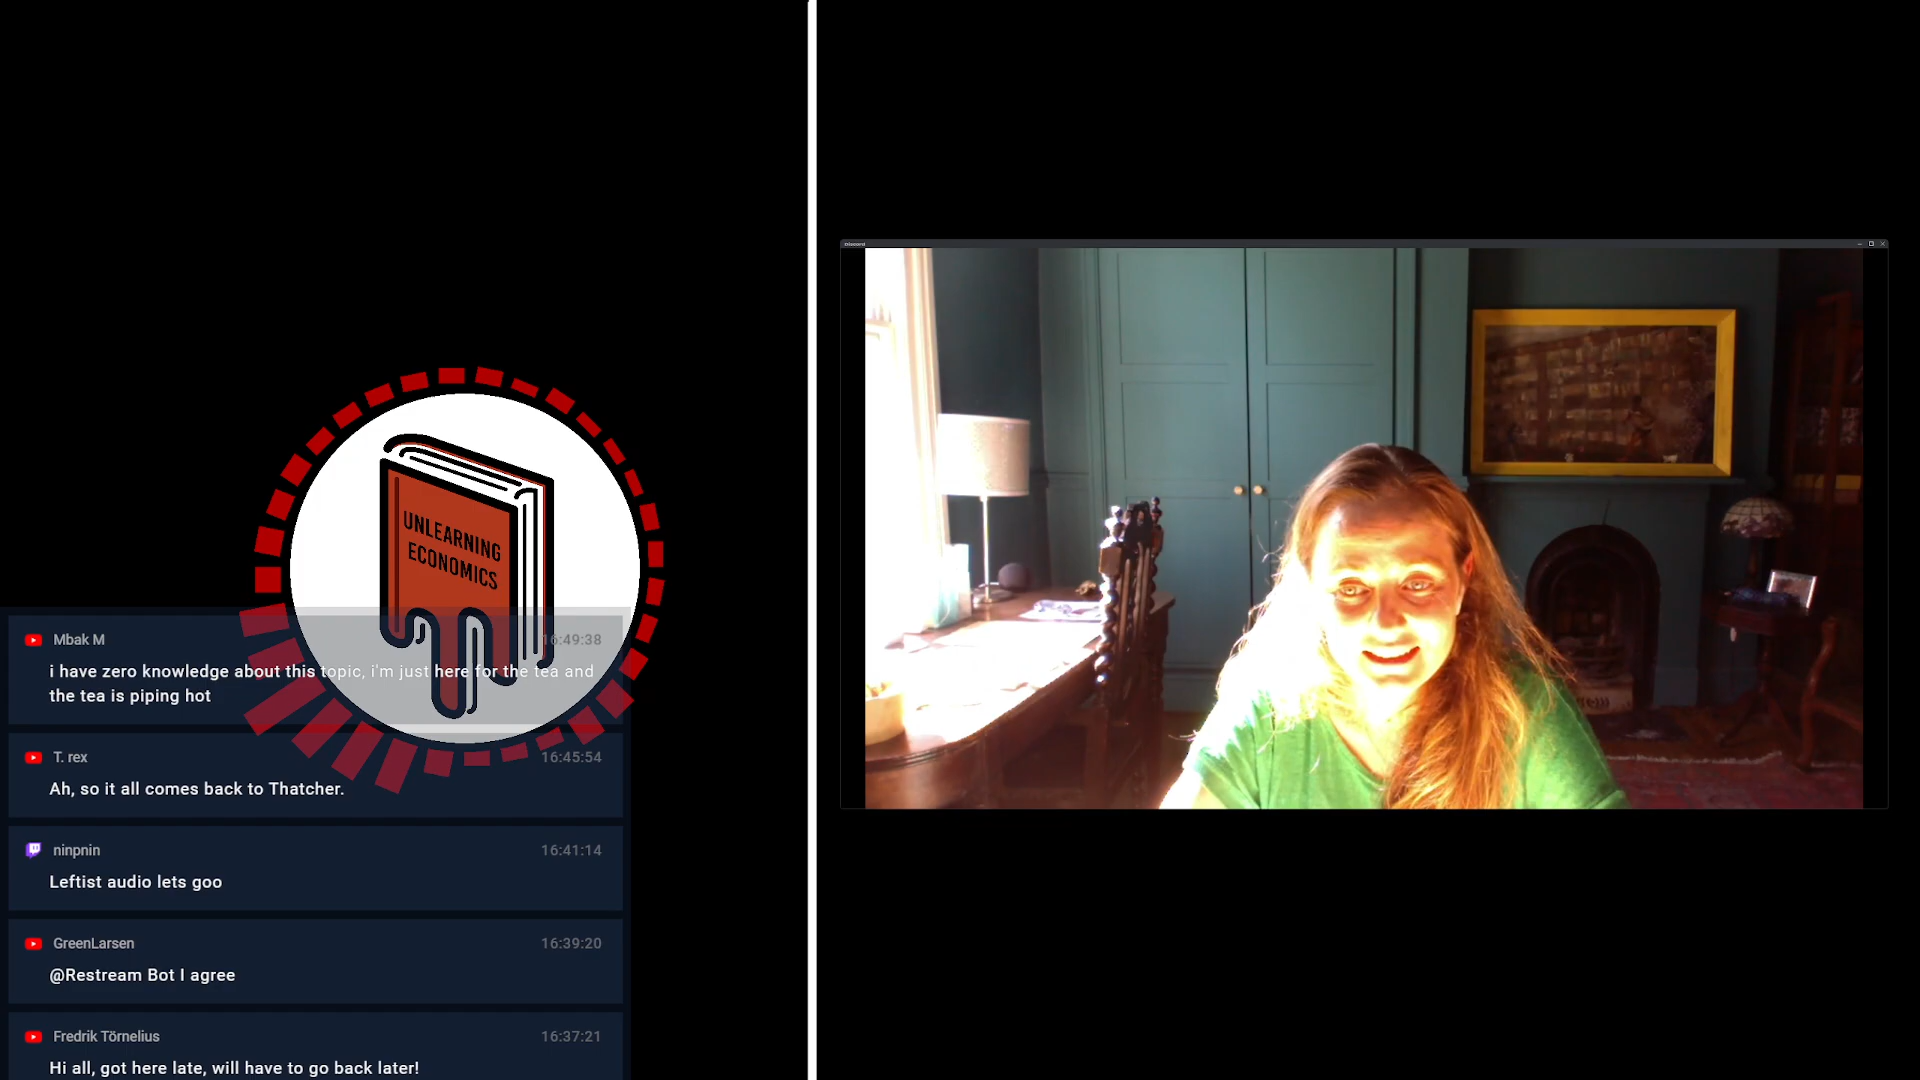 UNLEARNING
ECONOMICS
Mbak M 16:49:38
i have zero knowledge about this topic, i'm just here for the tea and
the tea is piping hot
T. rex 16:45:54
Ah, so it all comes back to Thatcher.
ninpnin 16:41:14
Leftist audio lets goo
GreenLarsen 16:39:20
@Restream Bot I agree
Fredrik Törnelius 16:37:21
Hi all, got here late, will have to go back later!
Discord